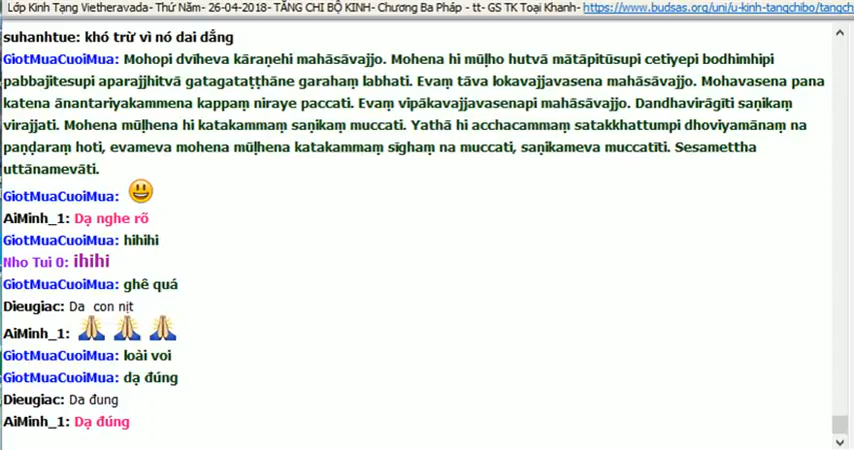 Lớp Kinh Tạng Vietheravada- Thứ Năm- 26-04-2018- TĂNG CHI BỘ KINH- Chương Ba Pháp - tt- GS TK Toại Khanh- https://www.budsas.org/uni/u-kinh-tangchibo/tangch
suhanhtue: khó trừ vì nó dai dẳng
GiotMuaCuoiMua: Mohopi dvīheva kāraṇehi mahāsāvajjo. Mohena hi mūḷho hutvā mātāpitūsupi cetiyepi bodhimhipi
pabbajitesupi aparajjhitvā gatagataṭṭhāne garahaṃ labhati. Evaṃ tāva lokavajjavasena mahāsāvajjo. Mohavasena pana
katena ānantariyakammena kappaṃ niraye paccati. Evaṃ vipākavajjavasenapi mahāsāvajjo. Dandhavirāgīti saṇikaṃ
virajjati. Mohena mūḷhena hi katakammaṃ saṇikaṃ muccati. Yathā hi acchacammaṃ satakkhattumpi dhoviyamānaṃ na
paṇḍaraṃ hoti, evameva mohena mūḷhena katakammaṃ sīghaṃ na muccati, saṇikameva muccatīti. Sesamettha
uttānamevāti.
GiotMuaCuoiMua: 😃
AiMinh_1: Dạ nghe rõ
GiotMuaCuoiMua: hihihi
Nho Tui 0: ihihi
GiotMuaCuoiMua: ghê quá
Dieugiac: Da con nịt
AiMinh_1: 🙏 🙏 🙏
GiotMuaCuoiMua: loài voi
GiotMuaCuoiMua: dạ đúng
Dieugiac: Da đung
AiMinh_1: Dạ đúng